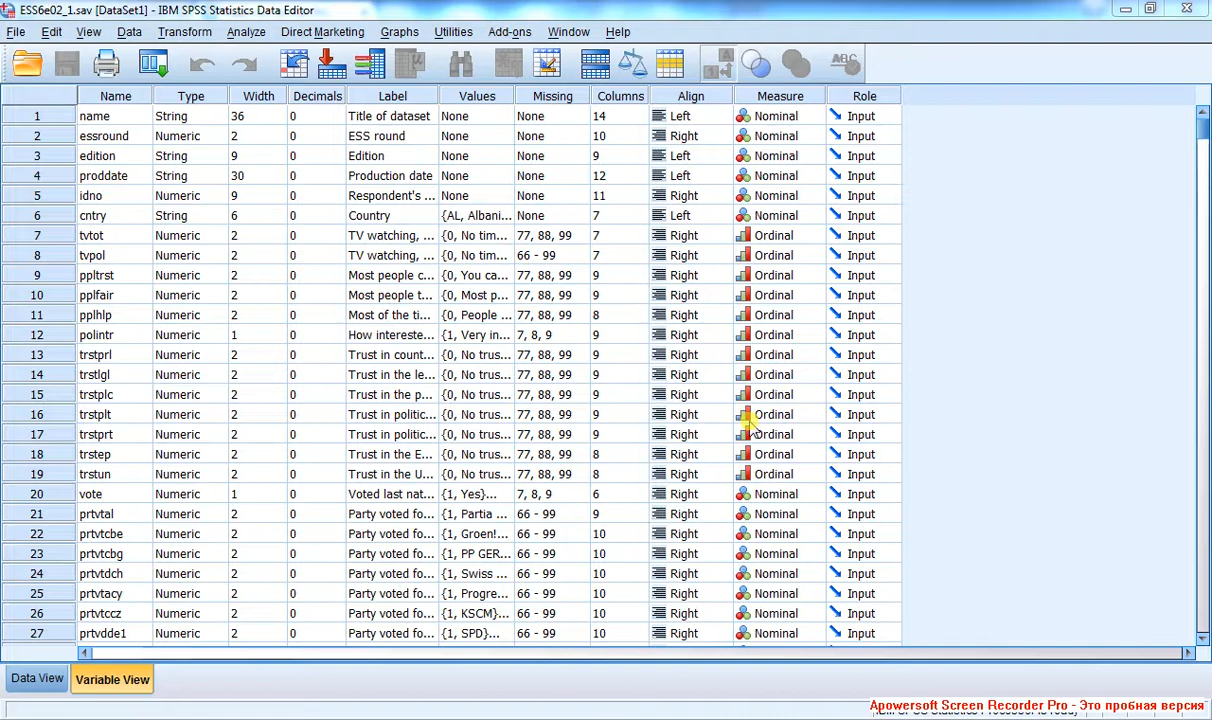 ESS6e02_1.sav [DataSet1] - IBM SPSS Statistics Data Editor
File Edit View Data Transform Analyze Direct Marketing Graphs Utilities Add-ons Window Help
Name Type Width Decimals Label Values Missing Columns Align Measure Role
1 name String 36 0 Title of dataset None None 14 Left Nominal Input
2 essround Numeric 2 0 ESS round None None 10 Right Nominal Input
3 edition String 9 0 Edition None None 9 Left Nominal Input
4 proddate String 30 0 Production date None None 12 Left Nominal Input
5 idno Numeric 9 0 Respondent's ... None None 11 Right Nominal Input
6 cntry String 6 0 Country {AL, Albani... None 7 Left Nominal Input
7 tvtot Numeric 2 0 TV watching, ... {0, No tim... 77, 88, 99 7 Right Ordinal Input
8 tvpol Numeric 2 0 TV watching, ... {0, No tim... 66 - 99 7 Right Ordinal Input
9 ppltrst Numeric 2 0 Most people c... {0, You ca... 77, 88, 99 9 Right Ordinal Input
10 pplfair Numeric 2 0 Most people t... {0, Most p... 77, 88, 99 9 Right Ordinal Input
11 pplhlp Numeric 2 0 Most of the ti... {0, People ... 77, 88, 99 8 Right Ordinal Input
12 polintr Numeric 1 0 How intereste... {1, Very in... 7, 8, 9 9 Right Ordinal Input
13 trstprl Numeric 2 0 Trust in count... {0, No trus... 77, 88, 99 9 Right Ordinal Input
14 trstlgl Numeric 2 0 Trust in the le... {0, No trus... 77, 88, 99 9 Right Ordinal Input
15 trstplc Numeric 2 0 Trust in the p... {0, No trus... 77, 88, 99 9 Right Ordinal Input
16 trstplt Numeric 2 0 Trust in politic... {0, No trus... 77, 88, 99 9 Right Ordinal Input
17 trstprt Numeric 2 0 Trust in politic... {0, No trus... 77, 88, 99 9 Right Ordinal Input
18 trstep Numeric 2 0 Trust in the E... {0, No trus... 77, 88, 99 8 Right Ordinal Input
19 trstun Numeric 2 0 Trust in the U... {0, No trus... 77, 88, 99 8 Right Ordinal Input
20 vote Numeric 1 0 Voted last nat... {1, Yes}... 7, 8, 9 6 Right Nominal Input
21 prtvtal Numeric 2 0 Party voted fo... {1, Partia ... 66 - 99 9 Right Nominal Input
22 prtvtcbe Numeric 2 0 Party voted fo... {1, Groen!... 66 - 99 10 Right Nominal Input
23 prtvtcbg Numeric 2 0 Party voted fo... {1, PP GER... 66 - 99 10 Right Nominal Input
24 prtvtdch Numeric 2 0 Party voted fo... {1, Swiss ... 66 - 99 10 Right Nominal Input
25 prtvtacy Numeric 2 0 Party voted fo... {1, Progre... 66 - 99 10 Right Nominal Input
26 prtvtccz Numeric 2 0 Party voted fo... {1, KSCM}... 66 - 99 10 Right Nominal Input
27 prtvdde1 Numeric 2 0 Party voted fo... {1, SPD}... 66 - 99 10 Right Nominal Input
Data View Variable View
Apowersoft Screen Recorder Pro - Это пробная версия